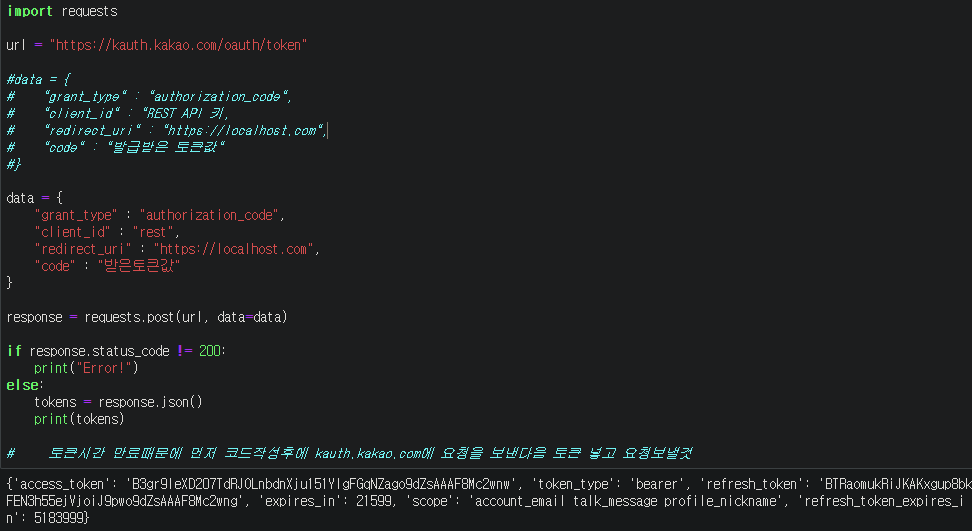 import requests
url = "https://kauth.kakao.com/oauth/token"
#data = {
#    "grant_type" : "authorization_code",
#    "client_id" : "REST API 키,
#    "redirect_uri" : "https://localhost.com",
#    "code" : "발급받은 토큰값"
#}
data = {
    "grant_type" : "authorization_code",
    "client_id" : "rest",
    "redirect_uri" : "https://localhost.com",
    "code" : "받은토큰값"
}
response = requests.post(url, data=data)
if response.status_code != 200:
    print("Error!")
else:
    tokens = response.json()
    print(tokens)
#    토큰시간 만료때문에 먼저 코드작성후에 kauth.kakao.com에 요청을 보낸다음 토큰 넣고 요청보낼것
{'access_token': 'B3gr9IeXD2O7TdRJOLnbdnXju151YIgFGqNZago9dZsAAAF8Mc2wnw', 'token_type': 'bearer', 'refresh_token': 'BTRaomukRiJKAKxgup8bk
FEN3h55ejVjoiJ9pwo9dZsAAAF8Mc2wng', 'expires_in': 21599, 'scope': 'account_email talk_message profile_nickname', 'refresh_token_expires_i
n': 5183999}